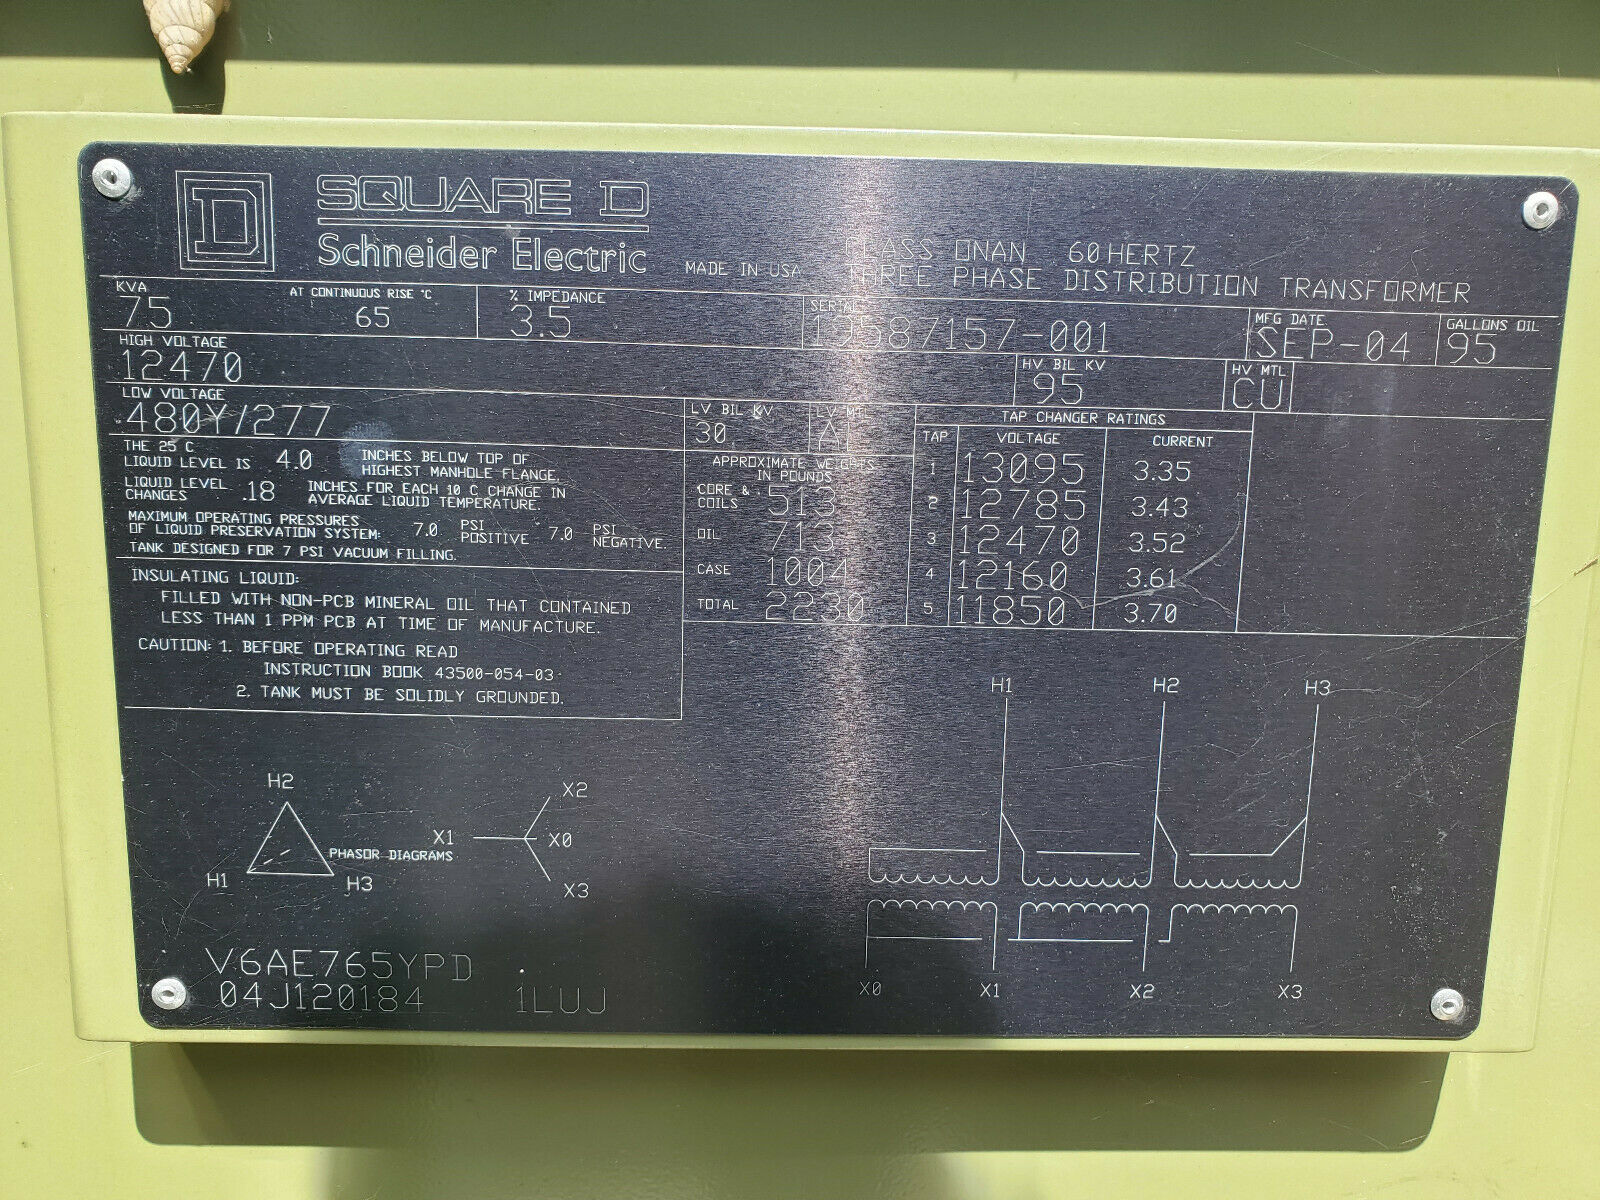 D
SQUARE D
Schneider Electric
MADE IN USA
CLASS ONAN 60 HERTZ
THREE PHASE DISTRIBUTION TRANSFORMER
KVA
75
AT CONTINUOUS RISE °C
65
% IMPEDANCE
3.5
SERIAL
19587157-001
MFG DATE
SEP-04
GALLONS OIL
95
HIGH VOLTAGE
12470
HV BIL KV
95
HV MTL
CU
LOW VOLTAGE
480Y/277
LV BIL KV
30
LV MTL
A
THE 25 C
LIQUID LEVEL IS 4.0 INCHES BELOW TOP OF
HIGHEST MANHOLE FLANGE.
LIQUID LEVEL
CHANGES .18 INCHES FOR EACH 10 C CHANGE IN
AVERAGE LIQUID TEMPERATURE.
MAXIMUM OPERATING PRESSURES
OF LIQUID PRESERVATION SYSTEM: 7.0 PSI POSITIVE 7.0 PSI NEGATIVE.
TANK DESIGNED FOR 7 PSI VACUUM FILLING.
APPROXIMATE WEIGHTS
IN POUNDS
CORE & COILS 513
OIL 713
CASE 1004
TOTAL 2230
TAP CHANGER RATINGS
TAP VOLTAGE CURRENT
1 13095 3.35
2 12785 3.43
3 12470 3.52
4 12160 3.61
5 11850 3.70
INSULATING LIQUID:
FILLED WITH NON-PCB MINERAL OIL THAT CONTAINED
LESS THAN 1 PPM PCB AT TIME OF MANUFACTURE.
CAUTION: 1. BEFORE OPERATING READ
INSTRUCTION BOOK 43500-054-03
2. TANK MUST BE SOLIDLY GROUNDED.
H1 H2 H3
H2
X2
X1 X0
PHASOR DIAGRAMS
H1 H3
X3
X0 X1 X2 X3
V6AE765YPD
04J120184 1LUJ